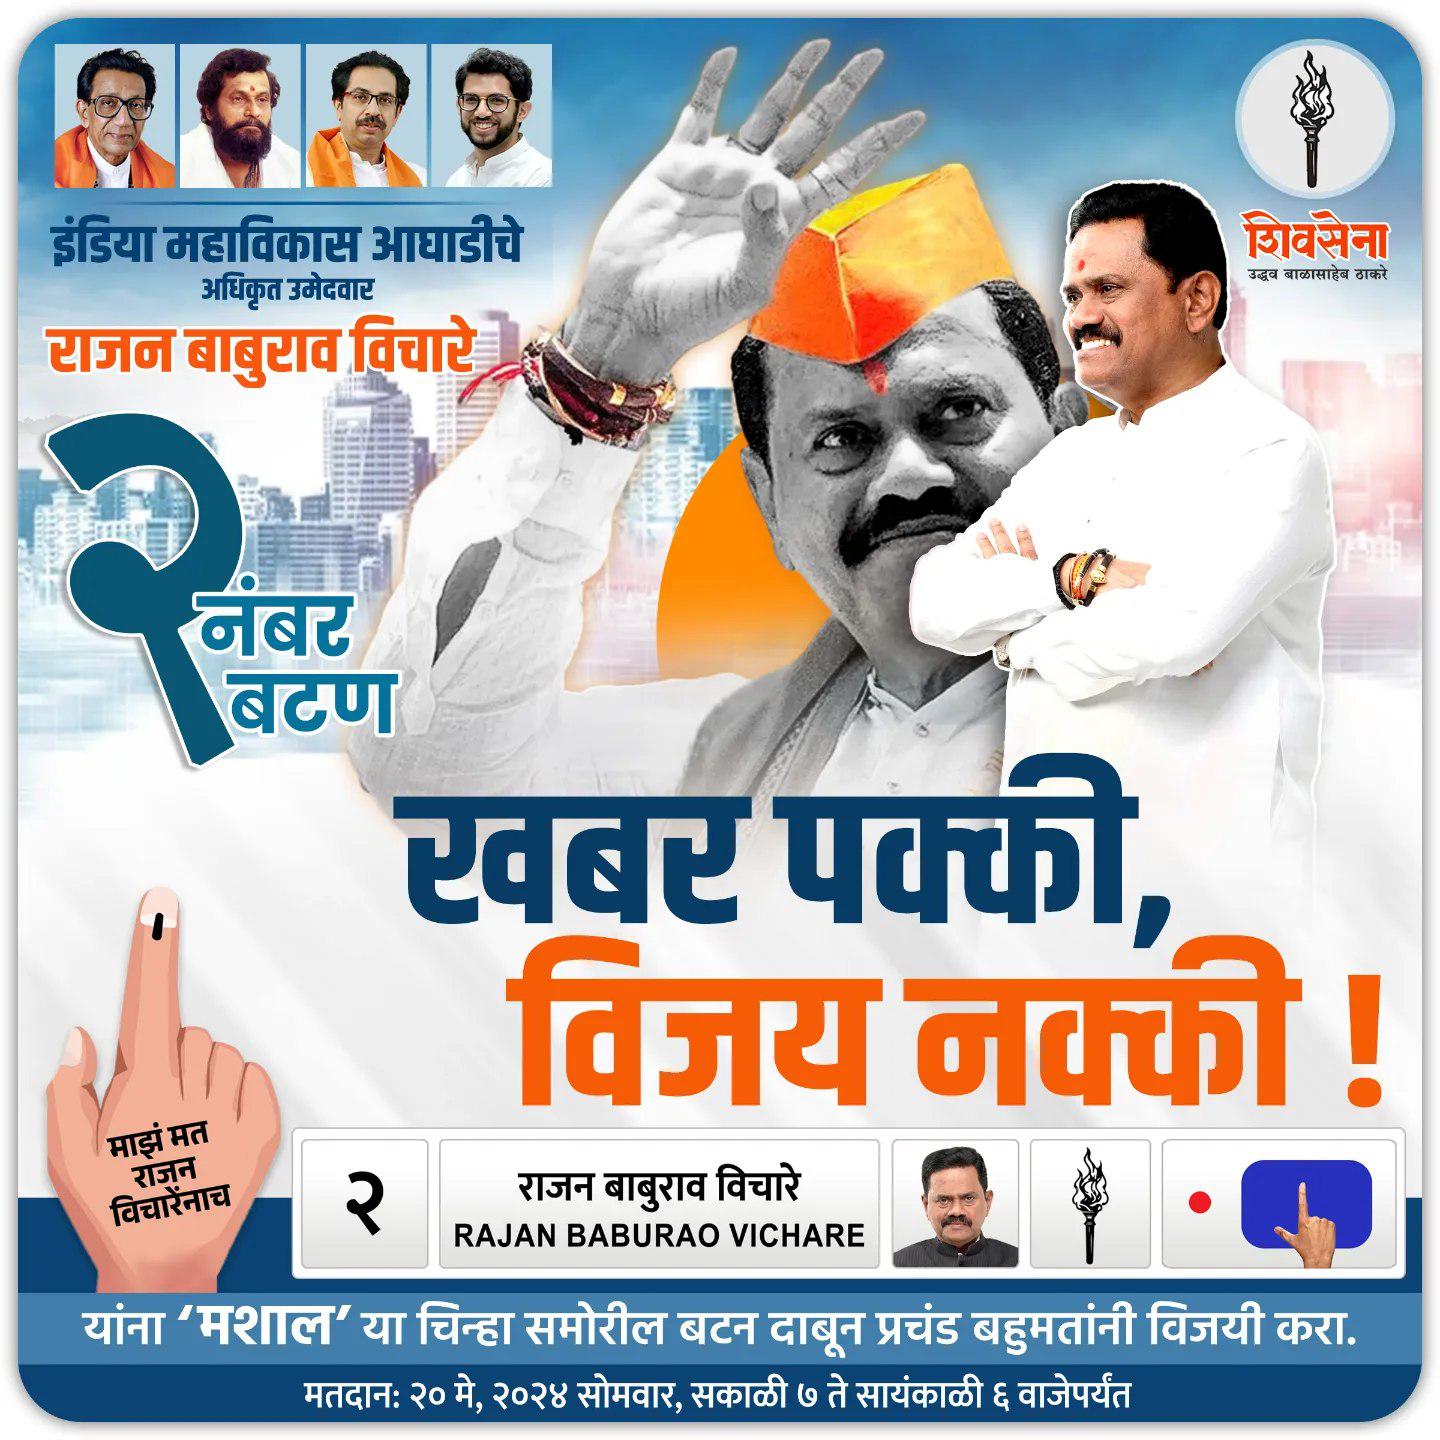 इंडिया महाविकास आघाडीचे
अधिकृत उमेदवार
राजन बाबुराव विचारे
शिवसेना
उद्धव बाळासाहेब ठाकरे
२ नंबर
बटण
खबर पक्की,
विजय नक्की !
माझं मत
राजन
विचारेंनाच
२
राजन बाबुराव विचारे
RAJAN BABURAO VICHARE
यांना ‘मशाल’ या चिन्हा समोरील बटन दाबून प्रचंड बहुमतांनी विजयी करा.
मतदान: २० मे, २०२४ सोमवार, सकाळी ७ ते सायंकाळी ६ वाजेपर्यंत